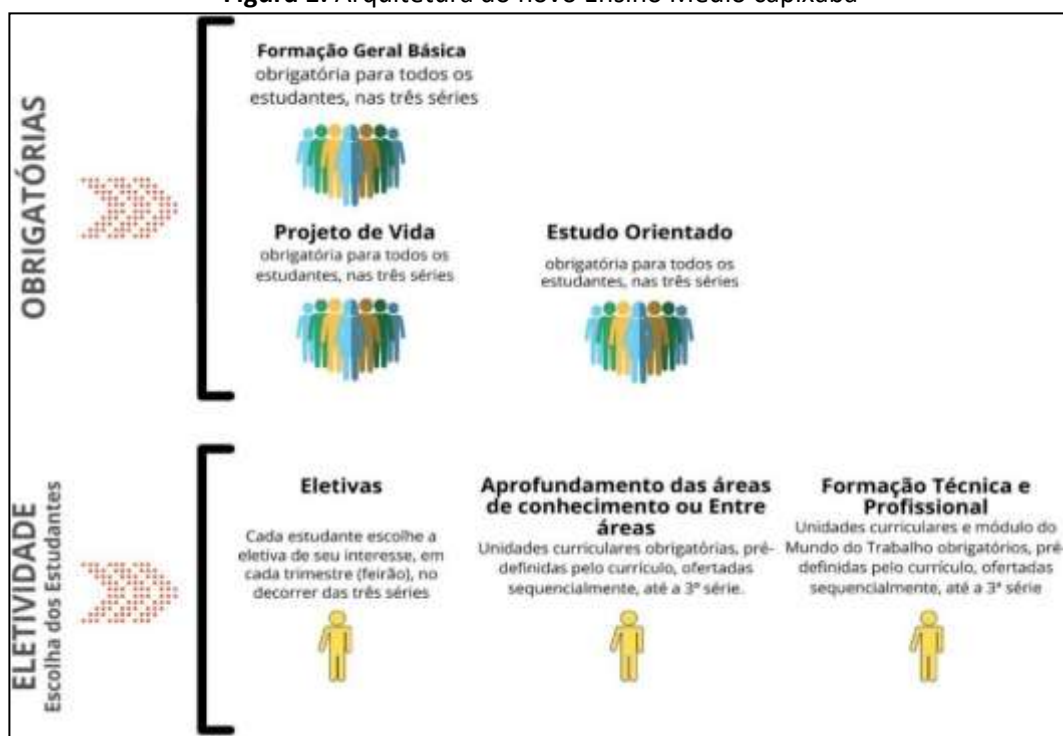 Arquitetura do novo Ensino Médio capixaba
OBRIGATÓRIAS
Formação Geral Básica
obrigatória para todos os
estudantes, nas três séries
Projeto de Vida
obrigatória para todos os
estudantes, nas três séries
Estudo Orientado
obrigatória para todos os
estudantes, nas três séries
ELETIVIDADE
Escolha dos Estudantes
Eletivas
Cada estudante escolhe a
eletiva de seu interesse, em
cada trimestre (feirão), no
decorrer das três séries
Aprofundamento das áreas
de conhecimento ou Entre
áreas
Unidades curriculares obrigatórias, pré-
definidas pelo currículo, ofertadas
sequencialmente, até a 3ª série.
Formação Técnica e
Profissional
Unidades curriculares e módulo do
Mundo do Trabalho obrigatórios, pré
definidas pelo currículo, ofertadas
sequencialmente, até a 3ª série